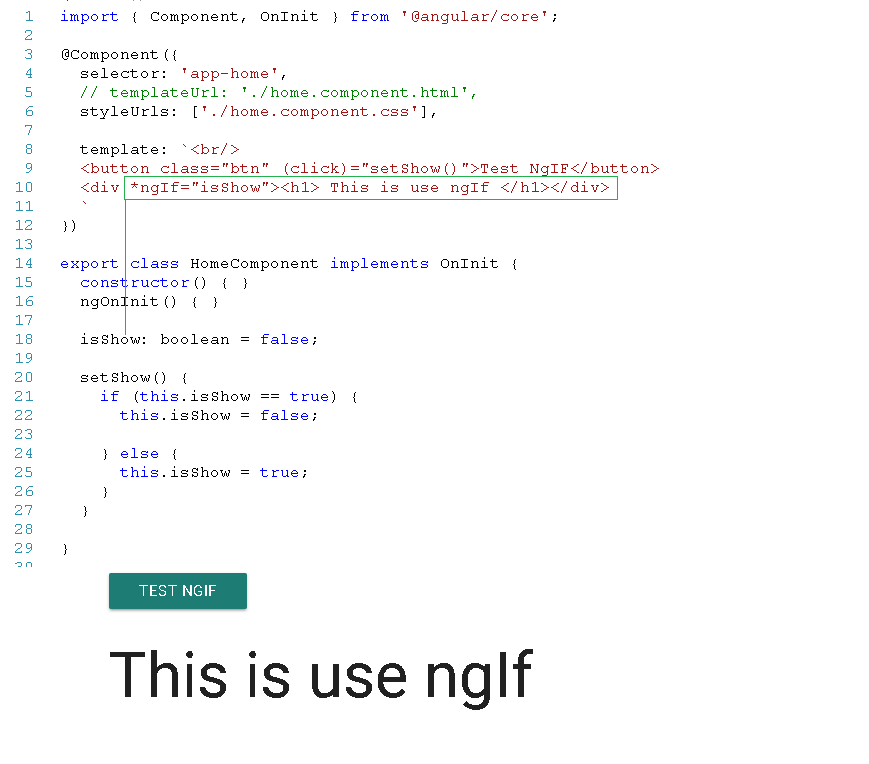 1 import { Component, OnInit } from '@angular/core';
2
3 @Component({
4 selector: 'app-home',
5 // templateUrl: './home.component.html',
6 styleUrls: ['./home.component.css'],
7
8 template: `<br/>
9 <button class="btn" (click)="setShow()">Test NgIF</button>
10 <div *ngIf="isShow"><h1> This is use ngIf </h1></div>
11 `
12 })
13
14 export class HomeComponent implements OnInit {
15 constructor() { }
16 ngOnInit() { }
17
18 isShow: boolean = false;
19
20 setShow() {
21 if (this.isShow == true) {
22 this.isShow = false;
23
24 } else {
25 this.isShow = true;
26 }
27 }
28
29 }
TEST NGIF
This is use ngIf